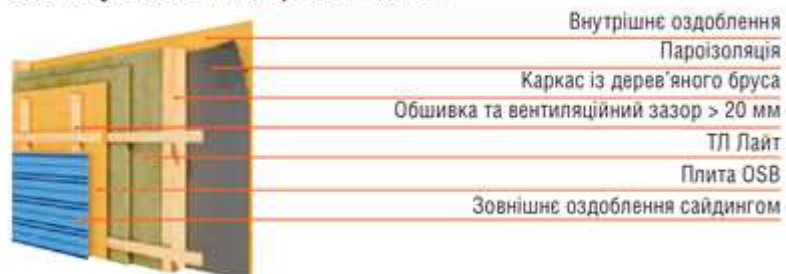 Внутрішнє оздоблення
Пароізоляція
Каркас із дерев'яного бруса
Обшивка та вентиляційний зазор > 20 мм
ТЛ Лайт
Плита OSB
Зовнішнє оздоблення сайдингом